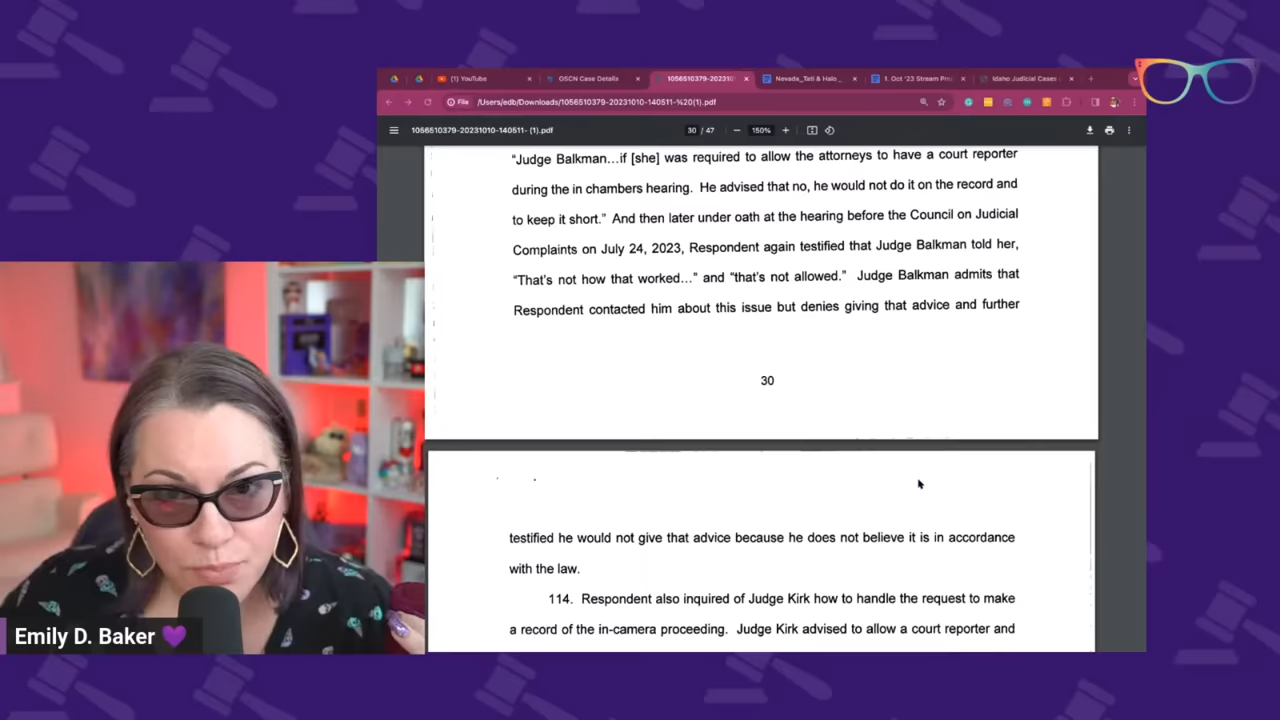 (1) YouTube
OSCN Case Details
1056510379-202310
Nevada_Tati & Halo _
1. Oct '23 Stream Pre
Idaho Judicial Cases
File
/Users/edb/Downloads/1056510379-20231010-140511-%20(1).pdf
1056510379-20231010-140511- (1).pdf
30 / 47
150%
"Judge Balkman…if [she] was required to allow the attorneys to have a court reporter
during the in chambers hearing. He advised that no, he would not do it on the record and
to keep it short." And then later under oath at the hearing before the Council on Judicial
Complaints on July 24, 2023, Respondent again testified that Judge Balkman told her,
"That's not how that worked…" and "that's not allowed." Judge Balkman admits that
Respondent contacted him about this issue but denies giving that advice and further
30
testified he would not give that advice because he does not believe it is in accordance
with the law.
114. Respondent also inquired of Judge Kirk how to handle the request to make
a record of the in-camera proceeding. Judge Kirk advised to allow a court reporter and
Emily D. Baker 💜